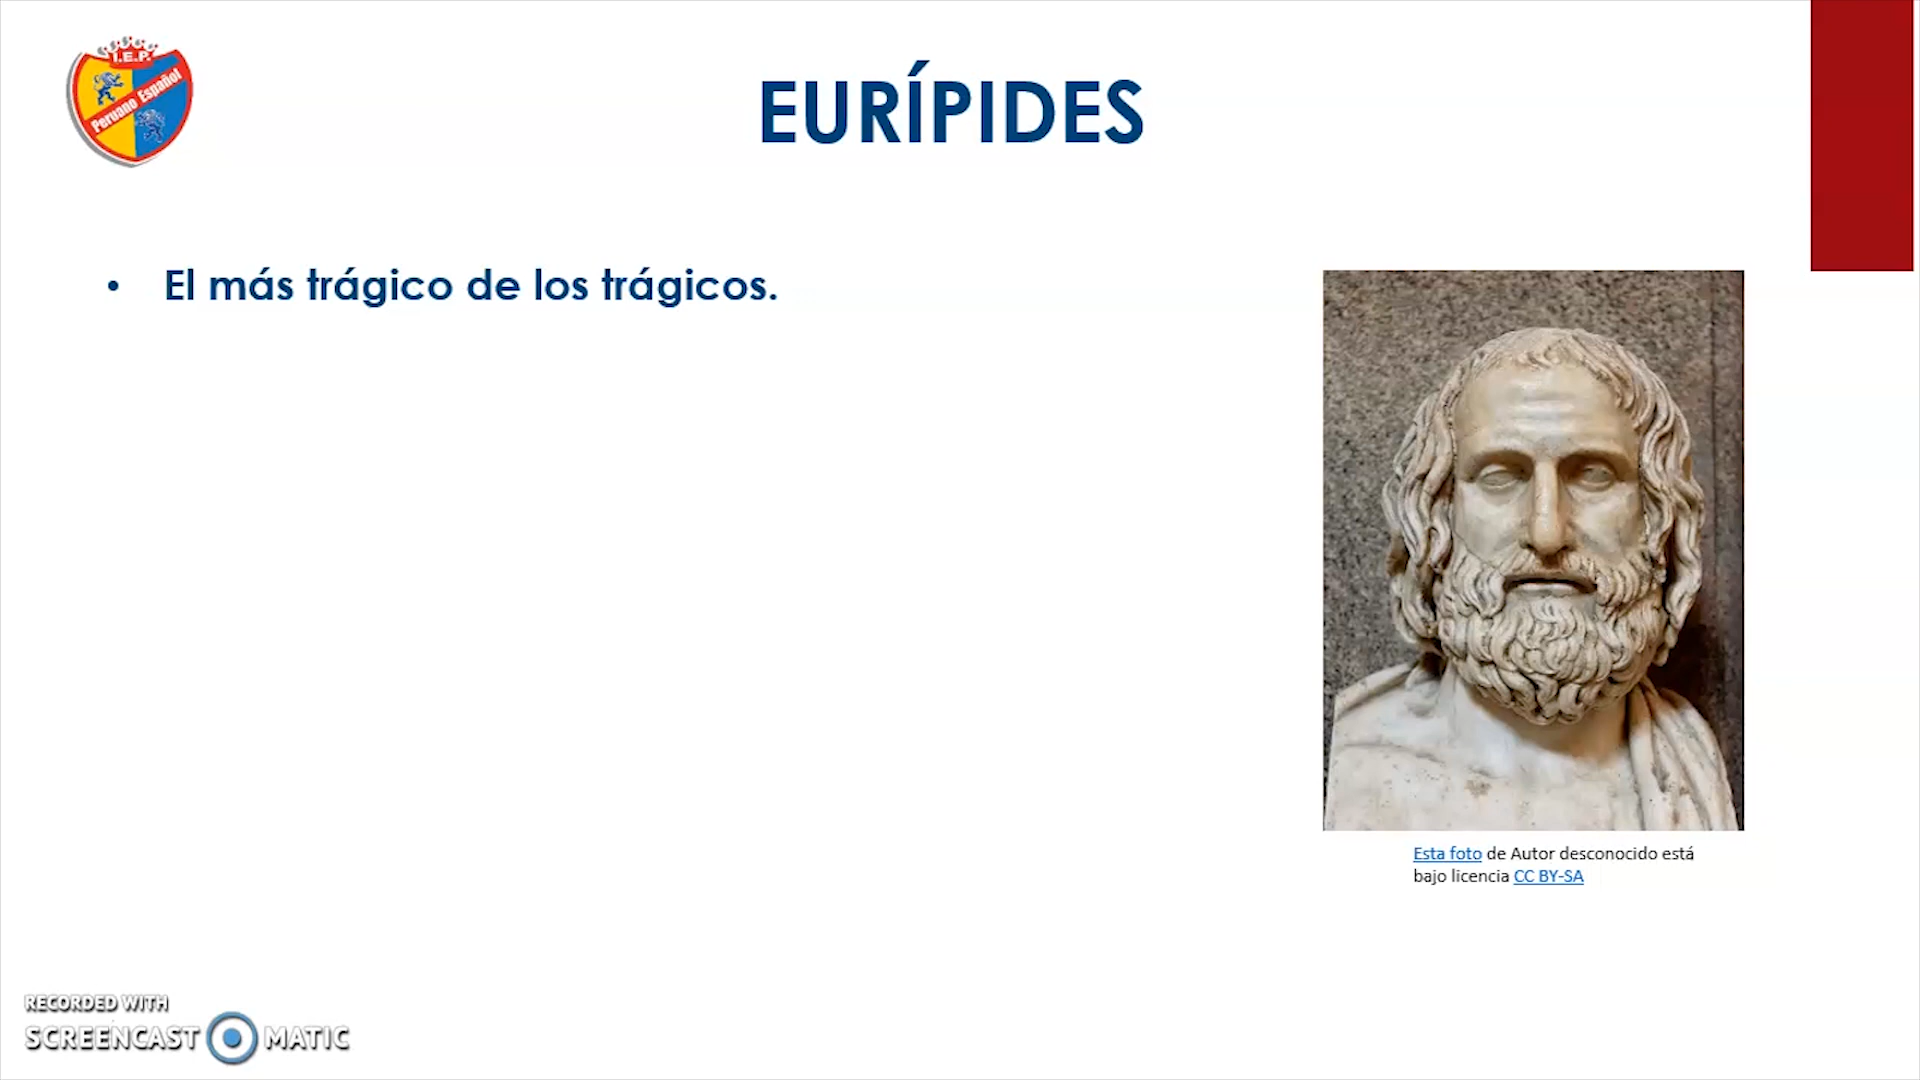 I.E.P.
Peruano Español
EURÍPIDES
• El más trágico de los trágicos.
Esta foto de Autor desconocido está
bajo licencia CC BY-SA
RECORDED WITH
SCREENCAST MATIC